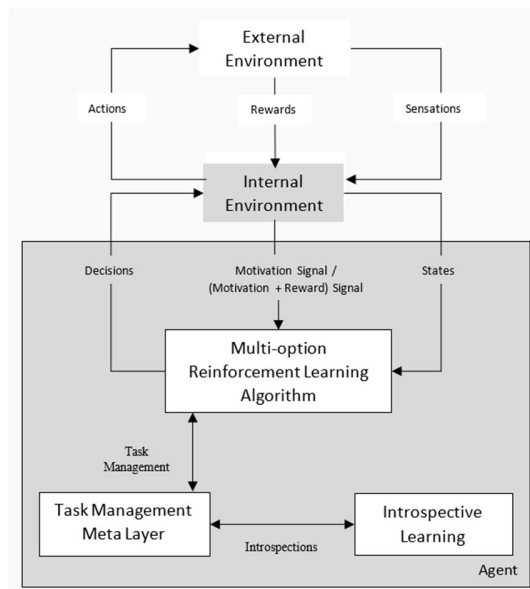 External
Environment
Actions
Rewards
Sensations
Internal
Environment
Decisions
Motivation Signal /
(Motivation + Reward) Signal
States
Multi-option
Reinforcement Learning
Algorithm
Task
Management
Task Management
Meta Layer
Introspections
Introspective
Learning
Agent